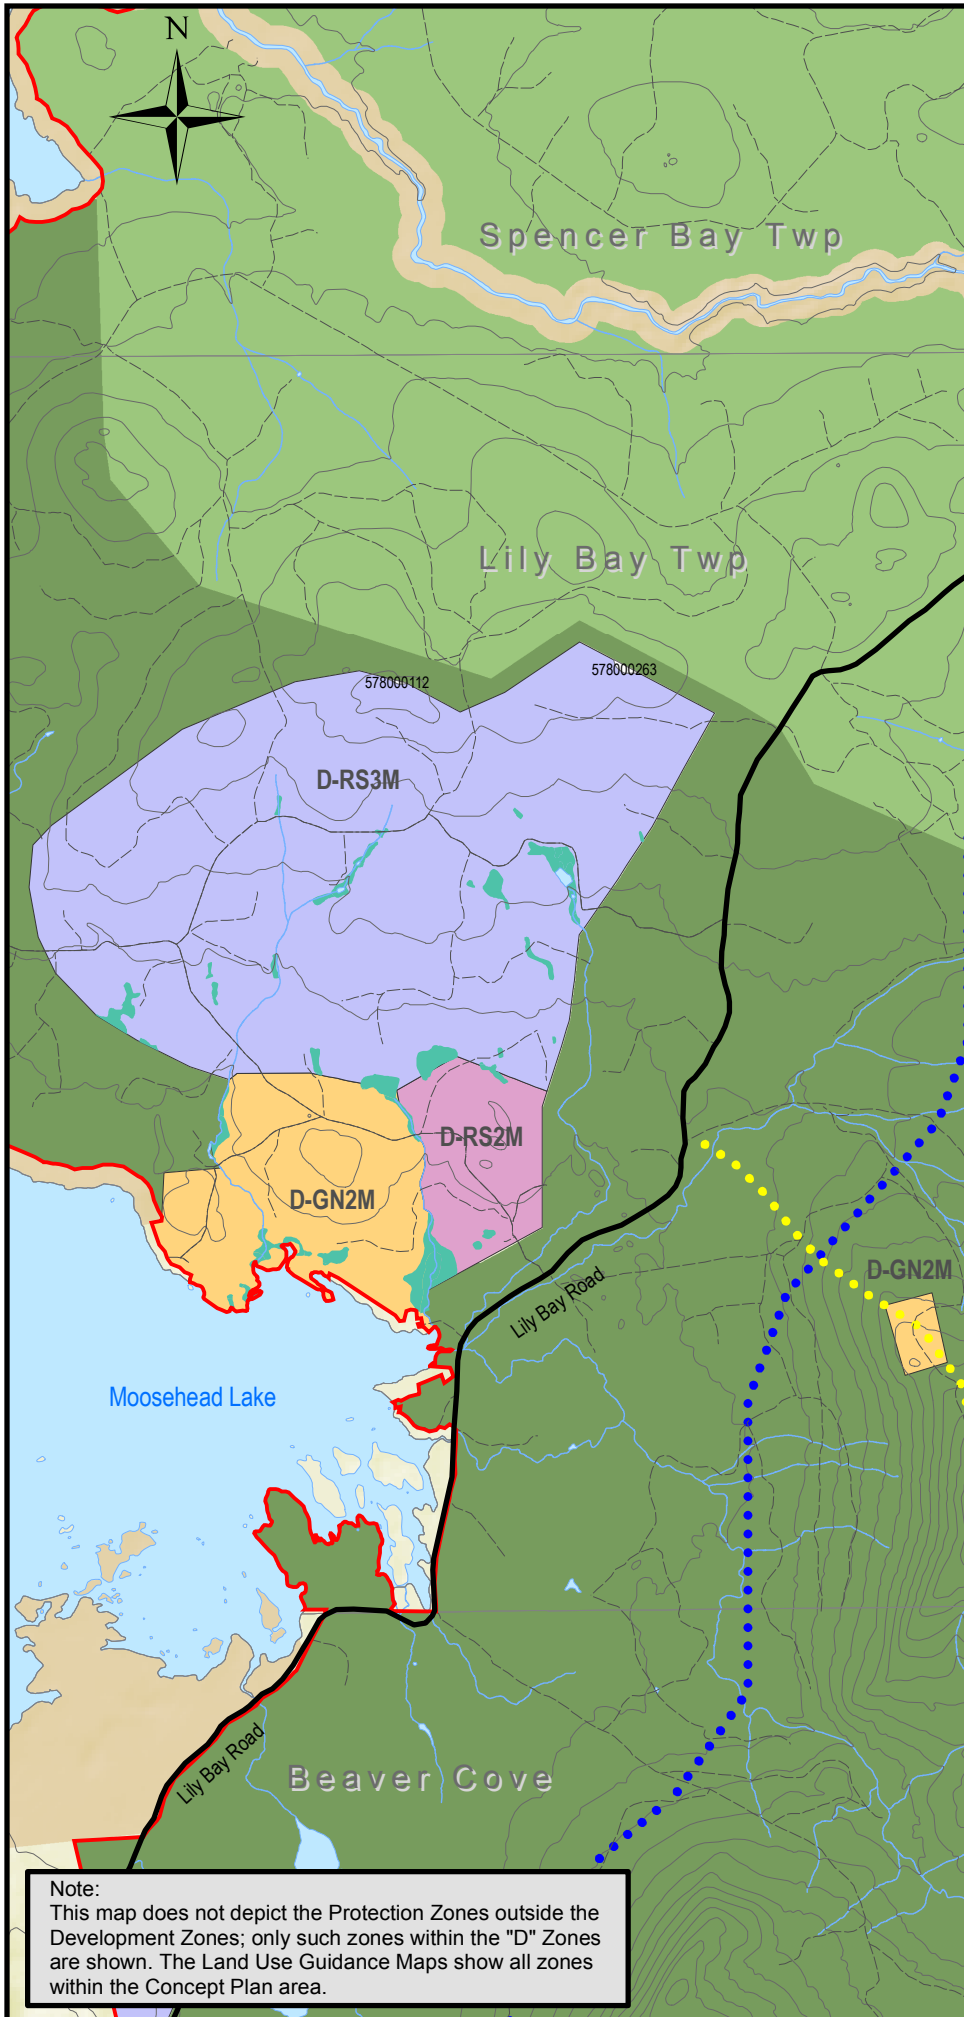 N
Spencer Bay Twp
Lily Bay Twp
578000263
578000112
D-RS3M
D-RS2M
D-GN2M
D-GN2M
Lily Bay Road
Moosehead Lake
Lily Bay Road
Beaver Cove
Note:
This map does not depict the Protection Zones outside the
Development Zones; only such zones within the "D" Zones
are shown. The Land Use Guidance Maps show all zones
within the Concept Plan area.